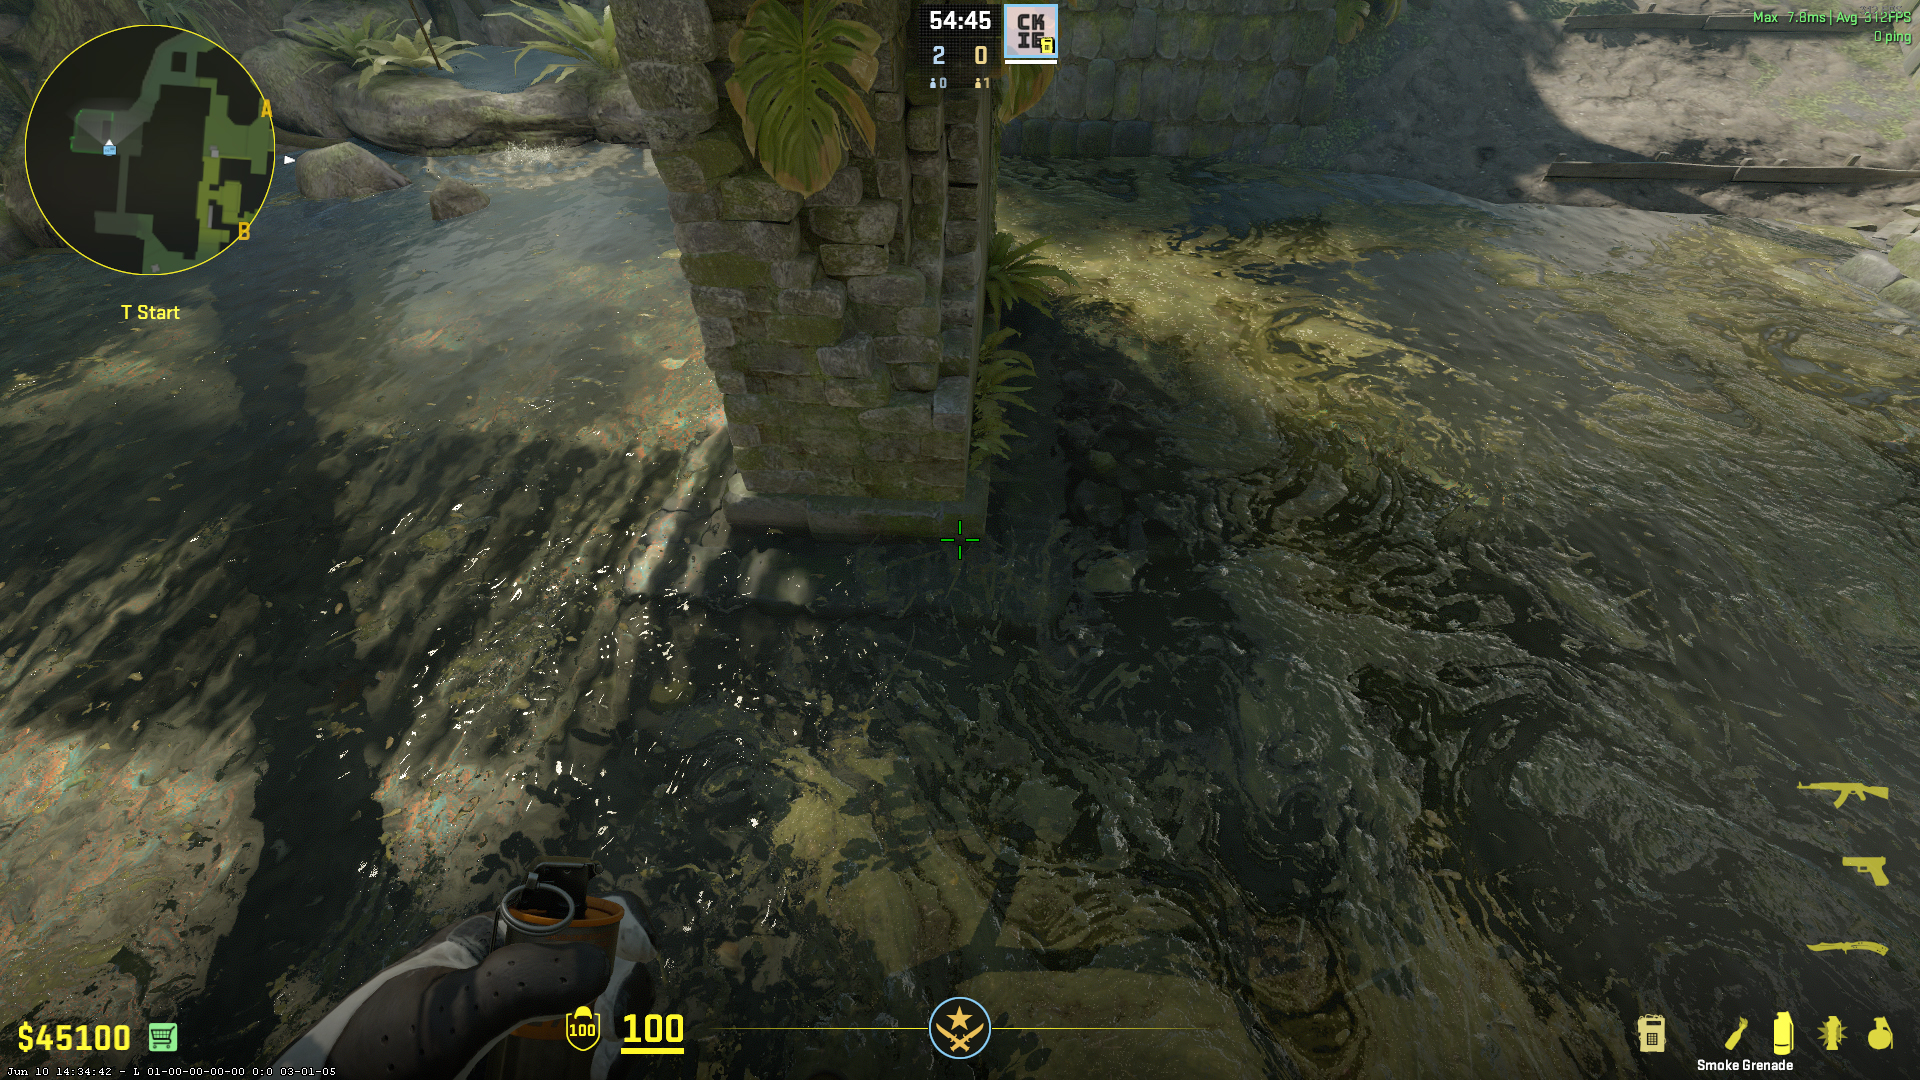 54:45
CK
2 0
0 1
Max 7.8ms | Avg 312FPS
0 ping
A
B
T Start
$45100
100
100
Smoke Grenade
Jun 10 14:34:42 - L 01-00-00-00-00 0:0 03-01-05